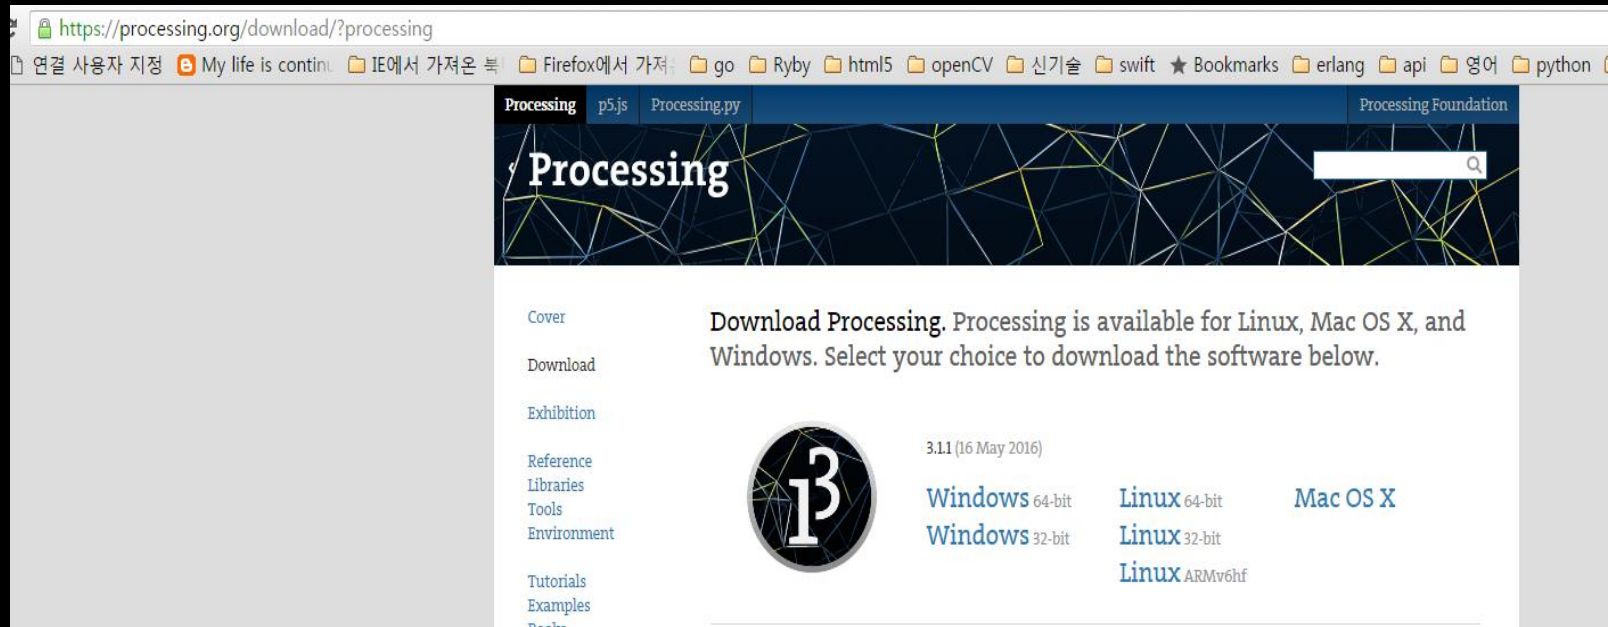 https://processing.org/download/?processing
연결 사용자 지정 My life is contin IE에서 가져온 북 Firefox에서 가져 go Ryby html5 openCV 신기술 swift Bookmarks erlang api 영어 python
Processing p5.js Processing.py Processing Foundation
Processing
Cover
Download Processing. Processing is available for Linux, Mac OS X, and
Windows. Select your choice to download the software below.
Download
Exhibition
Reference
Libraries
Tools
Environment
Tutorials
Examples
3
3.1.1 (16 May 2016)
Windows 64-bit Linux 64-bit Mac OS X
Windows 32-bit Linux 32-bit
Linux ARMv6hf